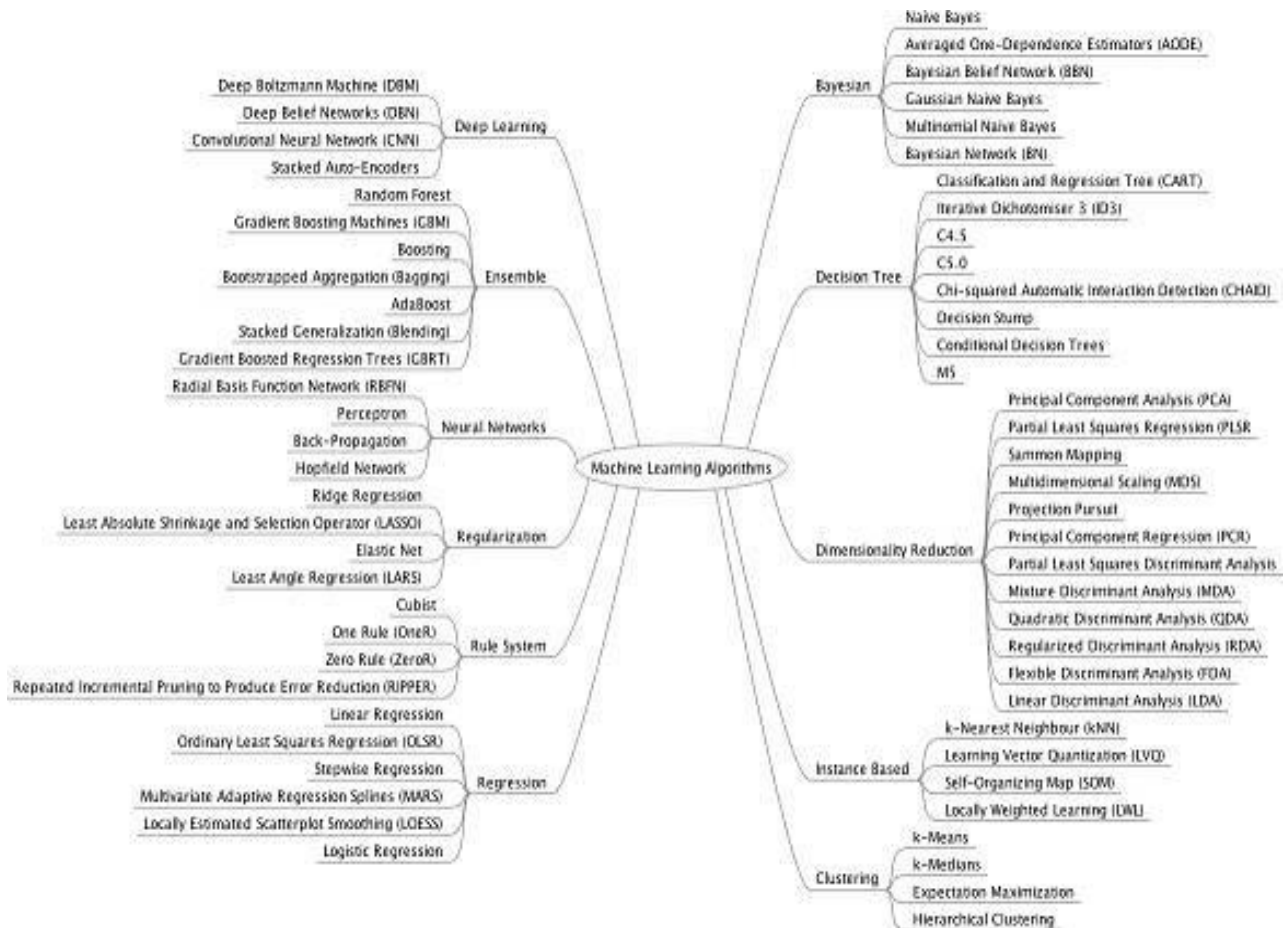 Machine Learning Algorithms
Deep Learning
Deep Boltzmann Machine (DBM)
Deep Belief Networks (DBN)
Convolutional Neural Network (CNN)
Stacked Auto-Encoders
Ensemble
Random Forest
Gradient Boosting Machines (GBM)
Boosting
Bootstrapped Aggregation (Bagging)
AdaBoost
Stacked Generalization (Blending)
Gradient Boosted Regression Trees (GBRT)
Neural Networks
Radial Basis Function Network (RBFN)
Perceptron
Back-Propagation
Hopfield Network
Regularization
Ridge Regression
Least Absolute Shrinkage and Selection Operator (LASSO)
Elastic Net
Least Angle Regression (LARS)
Rule System
Cubist
One Rule (OneR)
Zero Rule (ZeroR)
Repeated Incremental Pruning to Produce Error Reduction (RIPPER)
Regression
Linear Regression
Ordinary Least Squares Regression (OLSR)
Stepwise Regression
Multivariate Adaptive Regression Splines (MARS)
Locally Estimated Scatterplot Smoothing (LOESS)
Logistic Regression
Bayesian
Naive Bayes
Averaged One-Dependence Estimators (AODE)
Bayesian Belief Network (BBN)
Gaussian Naive Bayes
Multinomial Naive Bayes
Bayesian Network (BN)
Decision Tree
Classification and Regression Tree (CART)
Iterative Dichotomiser 3 (ID3)
C4.5
C5.0
Chi-squared Automatic Interaction Detection (CHAID)
Decision Stump
Conditional Decision Trees
M5
Dimensionality Reduction
Principal Component Analysis (PCA)
Partial Least Squares Regression (PLSR
Sammon Mapping
Multidimensional Scaling (MDS)
Projection Pursuit
Principal Component Regression (PCR)
Partial Least Squares Discriminant Analysis
Mixture Discriminant Analysis (MDA)
Quadratic Discriminant Analysis (QDA)
Regularized Discriminant Analysis (RDA)
Flexible Discriminant Analysis (FDA)
Linear Discriminant Analysis (LDA)
Instance Based
k-Nearest Neighbour (kNN)
Learning Vector Quantization (LVQ)
Self-Organizing Map (SOM)
Locally Weighted Learning (LWL)
Clustering
k-Means
k-Medians
Expectation Maximization
Hierarchical Clustering